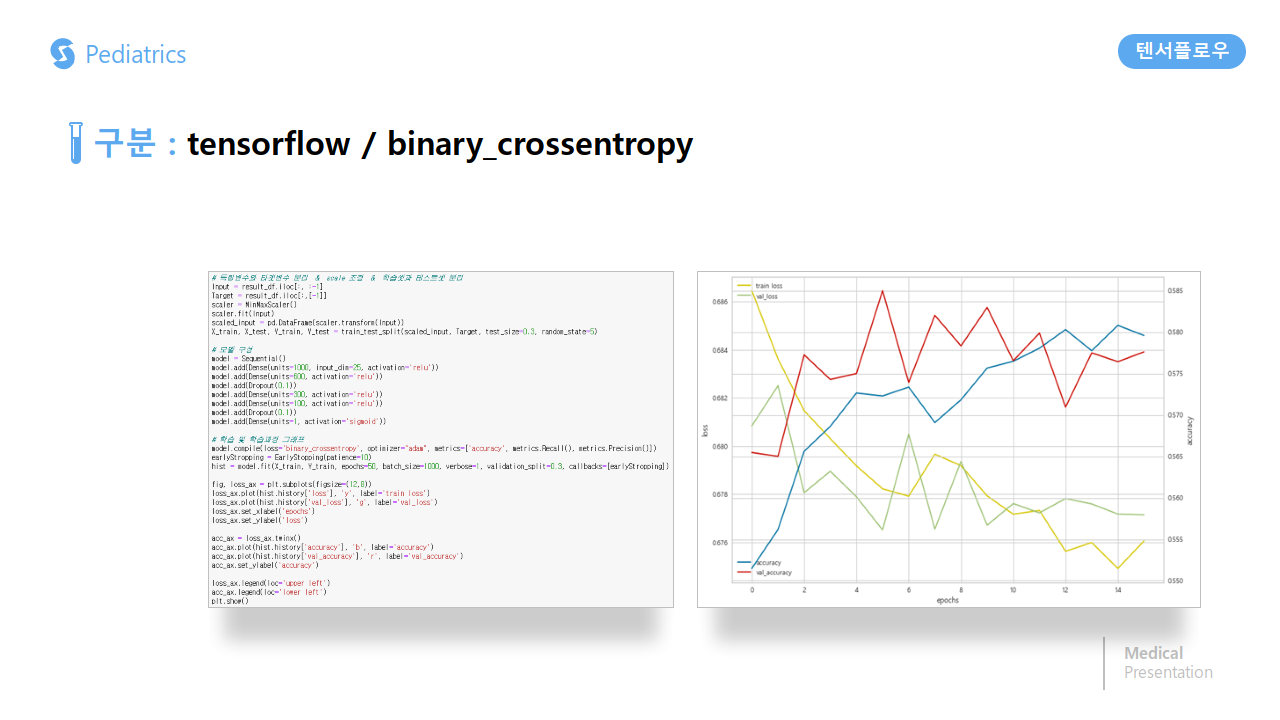 Pediatrics
텐서플로우
구분 : tensorflow / binary_crossentropy
# 독립변수와 타겟변수 분리 & scale 조절 & 학습셋과 테스트셋 분리
Input = result_df.iloc[:, :-1]
Target = result_df.iloc[:,[-1]]
scaler = MinMaxScaler()
scaler.fit(Input)
scaled_input = pd.DataFrame(scaler.transform(Input))
X_train, X_test, Y_train, Y_test = train_test_split(scaled_input, Target, test_size=0.3, random_state=5)
# 모델 구성
model = Sequential()
model.add(Dense(units=1000, input_dim=25, activation='relu'))
model.add(Dense(units=600, activation='relu'))
model.add(Dropout(0.1))
model.add(Dense(units=300, activation='relu'))
model.add(Dense(units=100, activation='relu'))
model.add(Dropout(0.1))
model.add(Dense(units=1, activation='sigmoid'))
# 학습 및 학습과정 그래프
model.compile(loss='binary_crossentropy', optimizer="adam", metrics=['accuracy', metrics.Recall(), metrics.Precision()])
earlyStropping = EarlyStopping(patience=10)
hist = model.fit(X_train, Y_train, epochs=50, batch_size=1000, verbose=1, validation_split=0.3, callbacks=[earlyStropping])
fig, loss_ax = plt.subplots(figsize=(12,8))
loss_ax.plot(hist.history['loss'], 'y', label='train loss')
loss_ax.plot(hist.history['val_loss'], 'g', label='val_loss')
loss_ax.set_xlabel('epochs')
loss_ax.set_ylabel('loss')
acc_ax = loss_ax.twinx()
acc_ax.plot(hist.history['accuracy'], 'b', label='accuracy')
acc_ax.plot(hist.history['val_accuracy'], 'r', label='val_accuracy')
acc_ax.set_ylabel('accuracy')
loss_ax.legend(loc='upper left')
acc_ax.legend(loc='lower left')
plt.show()
train loss
val_loss
0.686
0.684
0.682
0.680
0.678
0.676
loss
0.585
0.580
0.575
0.570
0.565
0.560
0.555
0.550
accuracy
accuracy
val_accuracy
0 2 4 6 8 10 12 14
epochs
Medical
Presentation